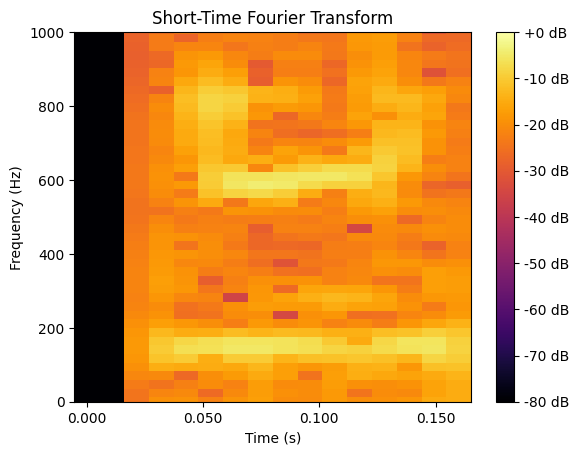 Short-Time Fourier Transform
Frequency (Hz)
1000
800
600
400
200
0
0.000
0.050
0.100
0.150
Time (s)
+0 dB
-10 dB
-20 dB
-30 dB
-40 dB
-50 dB
-60 dB
-70 dB
-80 dB